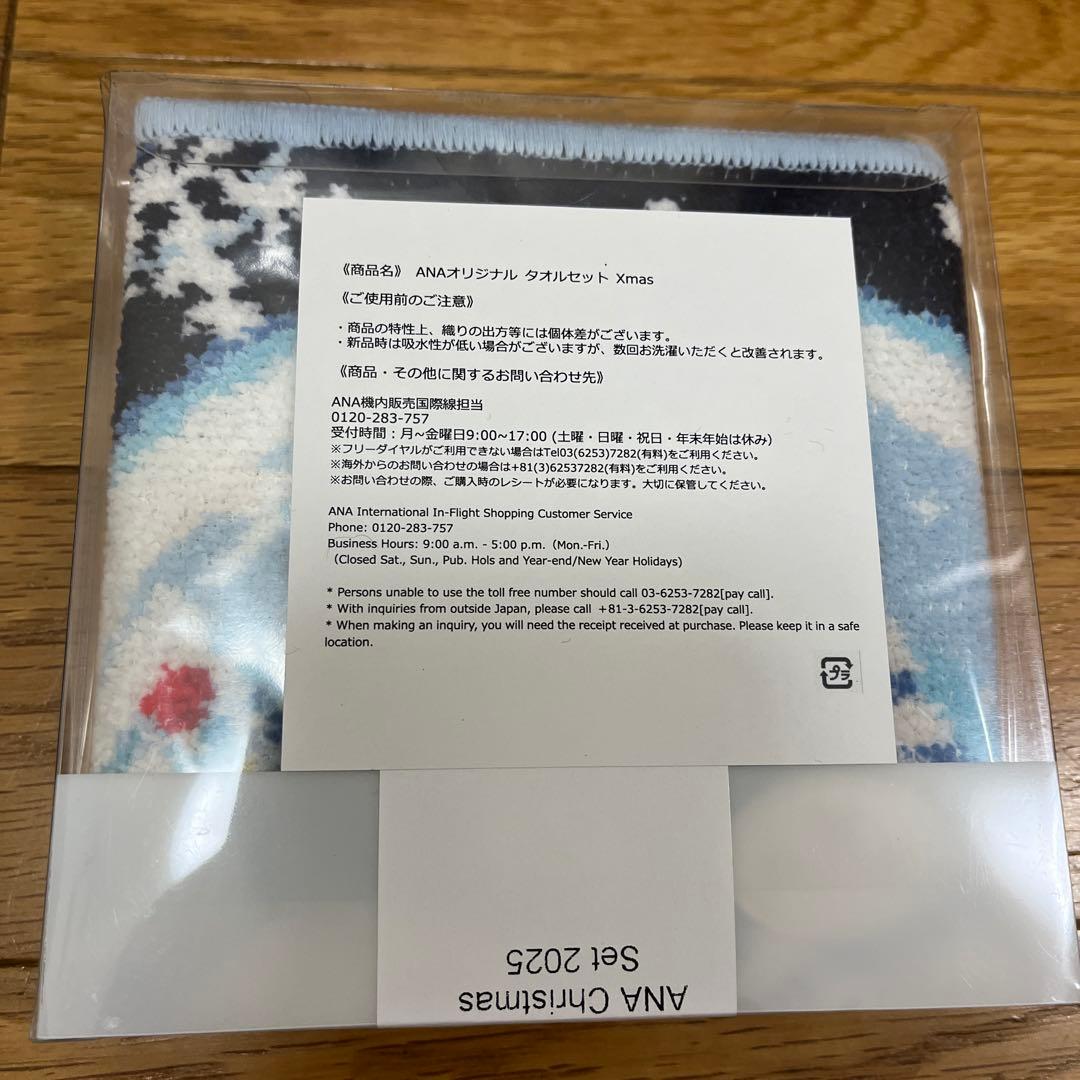 《商品名》 ANAオリジナル タオルセット Xmas
《ご使用前のご注意》
・商品の特性上、織りの出方等には個体差がございます。
・新品時は吸水性が低い場合がございますが、数回お洗濯いただくと改善されます。
《商品・その他に関するお問い合わせ先》
ANA機内販売国際線担当
0120-283-757
受付時間：月~金曜日9:00~17:00 (土曜・日曜・祝日・年末年始は休み)
※フリーダイヤルがご利用できない場合はTel03(6253)7282(有料)をご利用ください。
※海外からのお問い合わせの場合は+81(3)62537282(有料)をご利用ください。
※お問い合わせの際、ご購入時のレシートが必要になります。大切に保管してください。
ANA International In-Flight Shopping Customer Service
Phone: 0120-283-757
Business Hours: 9:00 a.m. - 5:00 p.m.（Mon.-Fri.）
（Closed Sat., Sun., Pub. Hols and Year-end/New Year Holidays)
* Persons unable to use the toll free number should call 03-6253-7282[pay call].
* With inquiries from outside Japan, please call ＋81-3-6253-7282[pay call].
* When making an inquiry, you will need the receipt received at purchase. Please keep it in a safe
location.
プラ
ANA Christmas
Set 2025